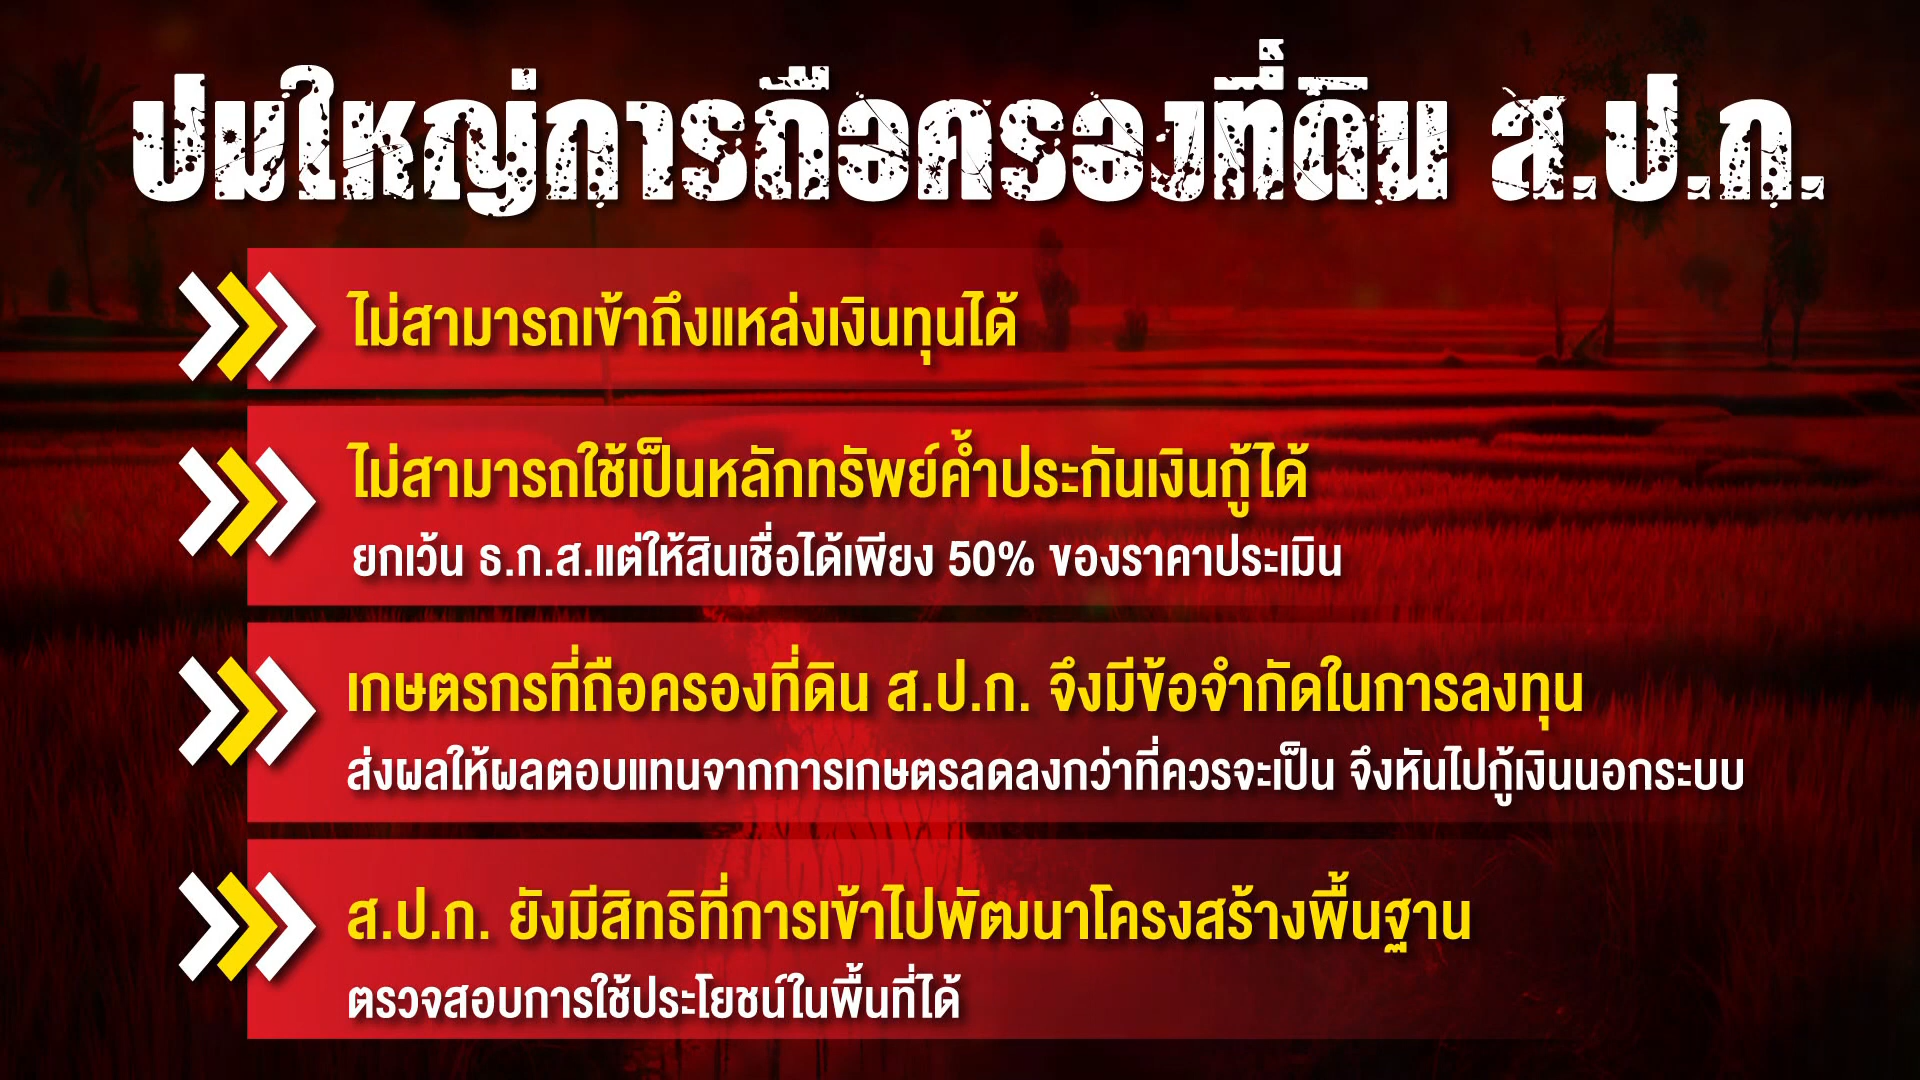 ปมใหญ่การถือครองที่ดิน ส.ป.ก.
ไม่สามารถเข้าถึงแหล่งเงินทุนได้
ไม่สามารถใช้เป็นหลักทรัพย์ค้ำประกันเงินกู้ได้
ยกเว้น ธ.ก.ส.แต่ให้สินเชื่อได้เพียง 50% ของราคาประเมิน
เกษตรกรที่ถือครองที่ดิน ส.ป.ก. จึงมีข้อจำกัดในการลงทุน
ส่งผลให้ผลตอบแทนจากการเกษตรลดลงกว่าที่ควรจะเป็น จึงหันไปกู้เงินนอกระบบ
ส.ป.ก. ยังมีสิทธิที่การเข้าไปพัฒนาโครงสร้างพื้นฐาน
ตรวจสอบการใช้ประโยชน์ในพื้นที่ได้